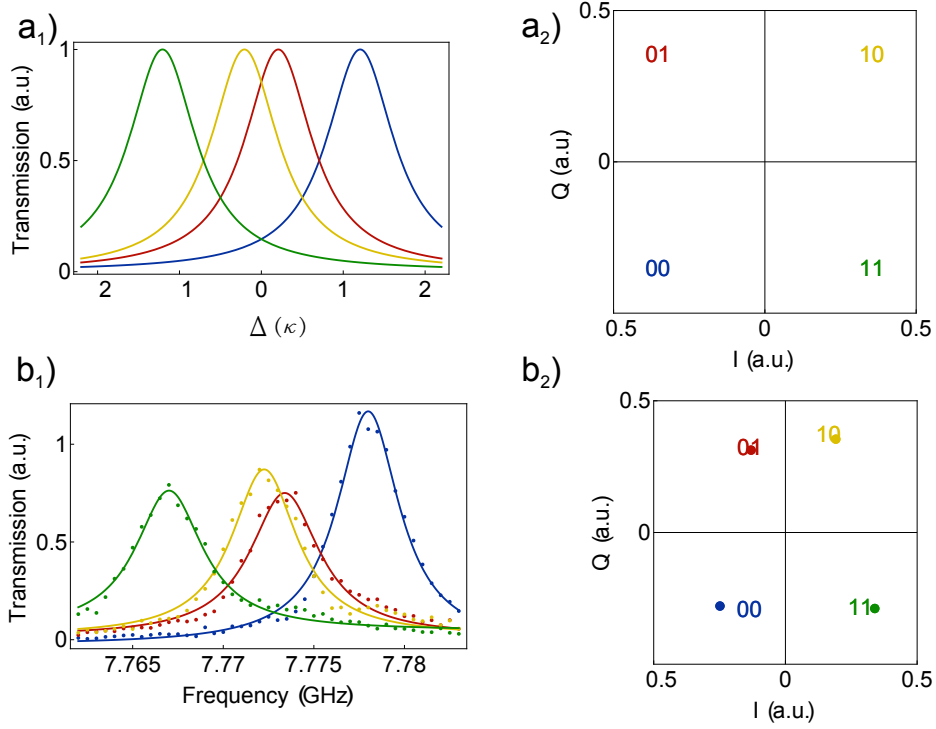 a₁)
Transmission (a.u.)
1
0.5
0
2 1 0 1 2
Δ (κ)
a₂)
Q (a.u)
0.5
0
01 10
00 11
0.5 0 0.5
I (a.u.)
b₁)
Transmission (a.u.)
1
0.5
0
7.765 7.77 7.775 7.78
Frequency (GHz)
b₂)
Q (a.u.)
0.5
0
01 10
00 11
0.5 0 0.5
I (a.u.)